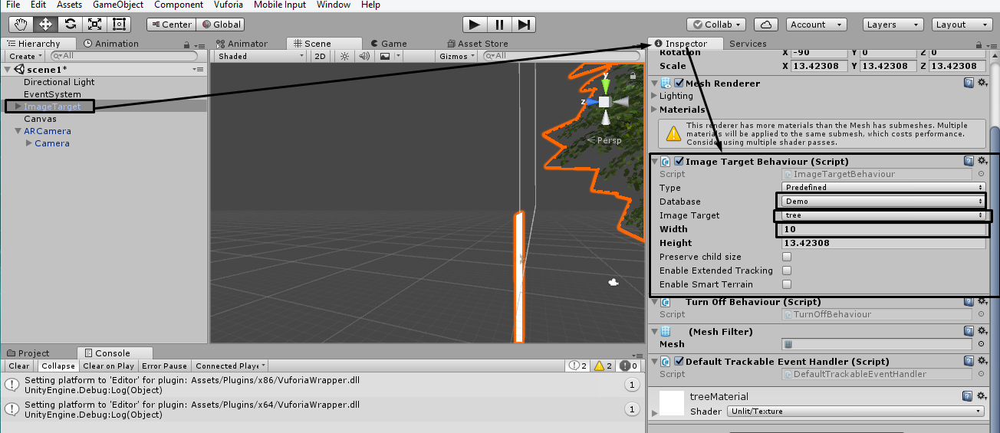 File Edit Assets GameObject Component Vuforia Mobile Input Window Help
Center Global Collab Account Layers Layout
Hierarchy Animation
Create All
scene1*
Directional Light
EventSystem
ImageTarget
Canvas
ARCamera
Camera
Animator Scene Game Asset Store
Shaded 2D Gizmos All
y
z
Persp
Project Console
Clear Collapse Clear on Play Error Pause Connected Player 2 2 0
Setting platform to 'Editor' for plugin: Assets/Plugins/x86/VuforiaWrapper.dll
UnityEngine.Debug:Log(Object)
1
Setting platform to 'Editor' for plugin: Assets/Plugins/x64/VuforiaWrapper.dll
UnityEngine.Debug:Log(Object)
1
Inspector Services
Rotation X -90 Y 0 Z 0
Scale X 13.42308 Y 13.42308 Z 13.42308
Mesh Renderer
Lighting
Materials
This renderer has more materials than the Mesh has submeshes. Multiple
materials will be applied to the same submesh, which costs performance.
Consider using multiple shader passes.
Image Target Behaviour (Script)
Script ImageTargetBehaviour
Type Predefined
Database Demo
Image Target tree
Width 10
Height 13.42308
Preserve child size
Enable Extended Tracking
Enable Smart Terrain
Turn Off Behaviour (Script)
Script TurnOffBehaviour
(Mesh Filter)
Mesh
Default Trackable Event Handler (Script)
Script DefaultTrackableEventHandler
treeMaterial
Shader Unlit/Texture